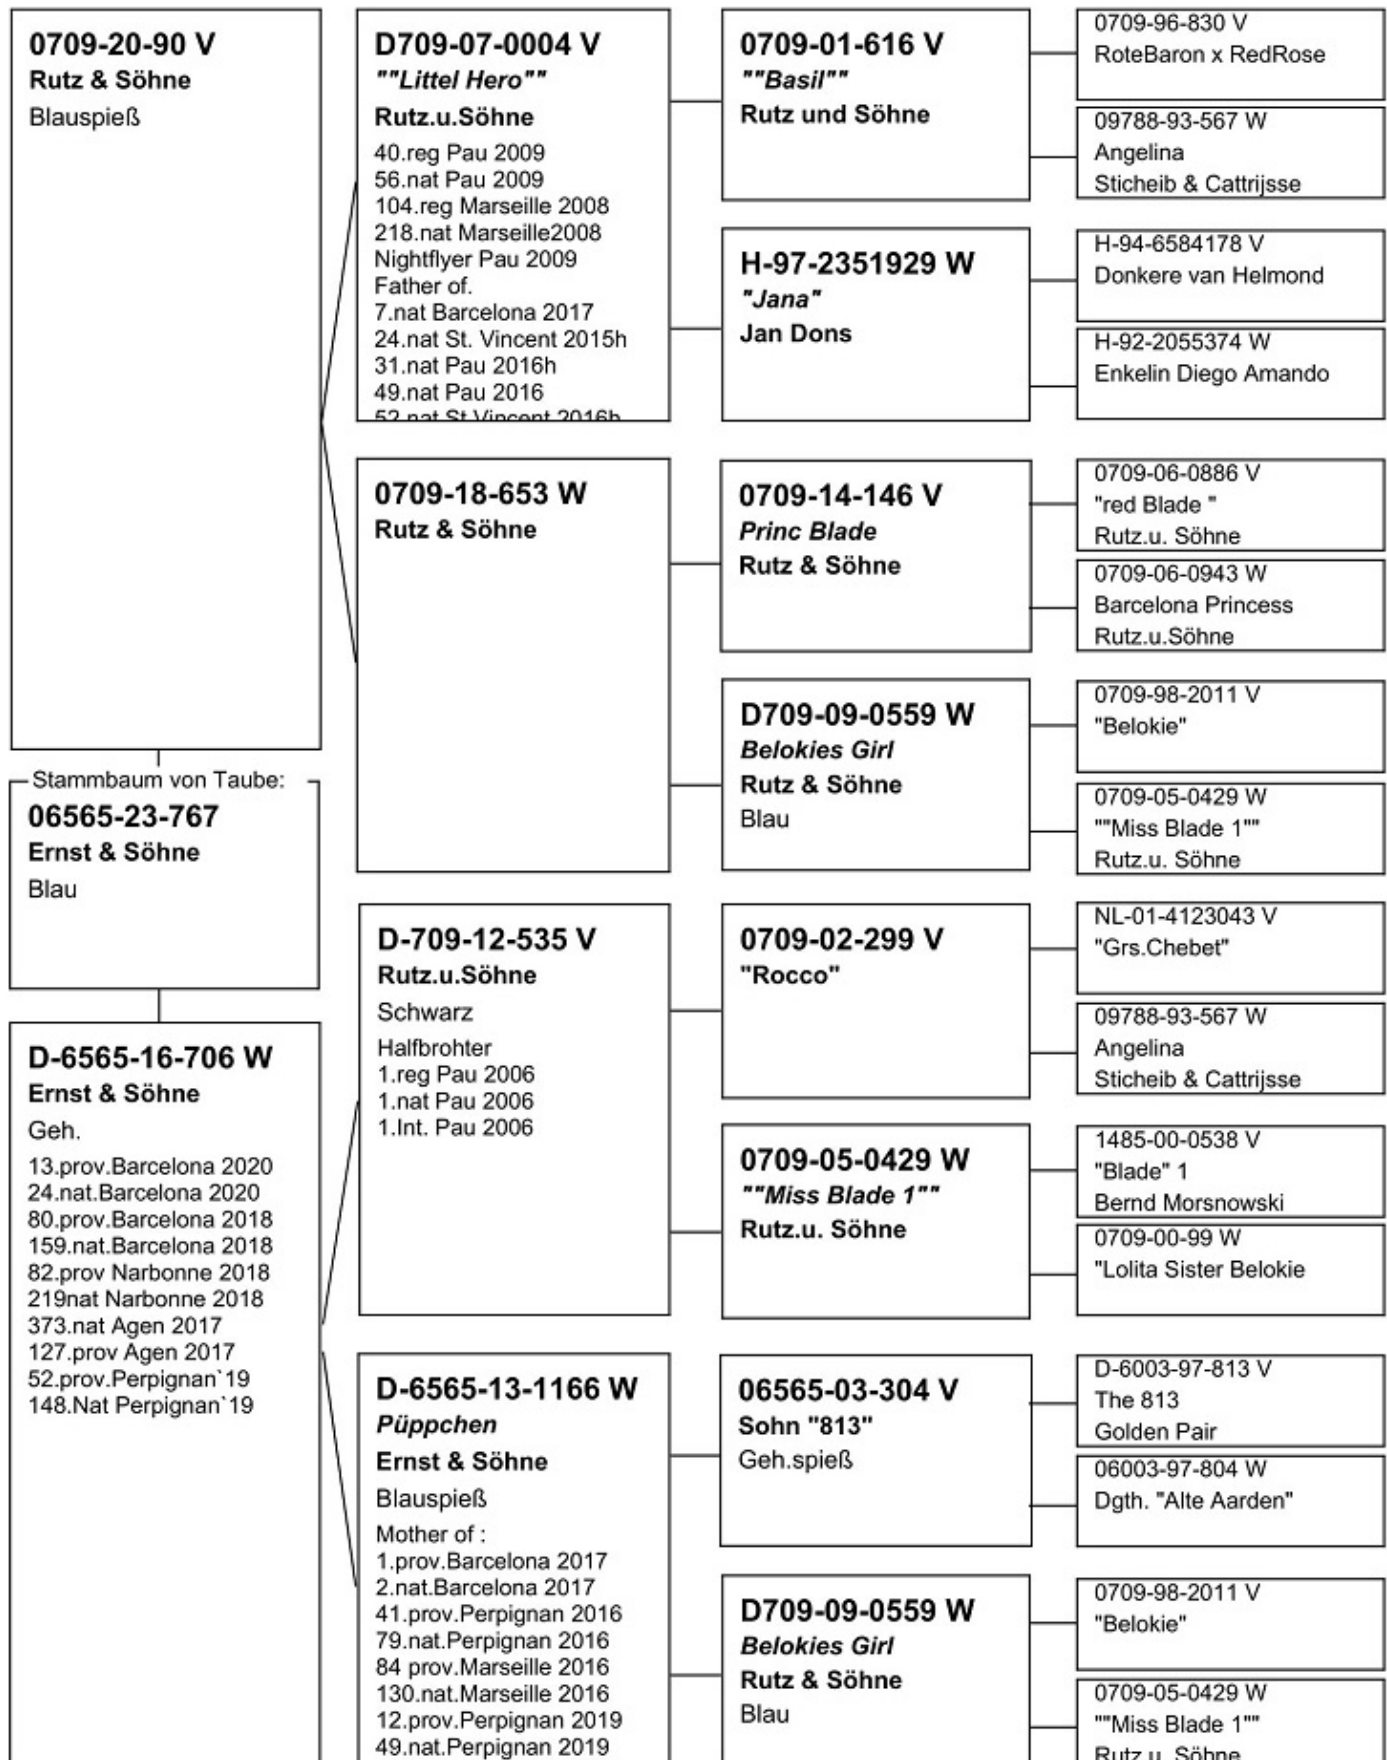 0709-20-90 V
Rutz & Söhne
Blauspieß
D709-07-0004 V
""Littel Hero""
Rutz.u.Söhne
40.reg Pau 2009
56.nat Pau 2009
104.reg Marseille 2008
218.nat Marseille2008
Nightflyer Pau 2009
Father of.
7.nat Barcelona 2017
24.nat St. Vincent 2015h
31.nat Pau 2016h
49.nat Pau 2016
52.nat St.Vincent 2016h
0709-18-653 W
Rutz & Söhne
0709-01-616 V
""Basil""
Rutz und Söhne
H-97-2351929 W
"Jana"
Jan Dons
0709-14-146 V
Princ Blade
Rutz & Söhne
D709-09-0559 W
Belokies Girl
Rutz & Söhne
Blau
0709-96-830 V
RoteBaron x RedRose
09788-93-567 W
Angelina
Sticheib & Cattrijsse
H-94-6584178 V
Donkere van Helmond
H-92-2055374 W
Enkelin Diego Amando
0709-06-0886 V
"red Blade "
Rutz.u. Söhne
0709-06-0943 W
Barcelona Princess
Rutz.u.Söhne
0709-98-2011 V
"Belokie"
0709-05-0429 W
""Miss Blade 1""
Rutz.u. Söhne
Stammbaum von Taube:
06565-23-767
Ernst & Söhne
Blau
D-6565-16-706 W
Ernst & Söhne
Geh.
13.prov.Barcelona 2020
24.nat.Barcelona 2020
80.prov.Barcelona 2018
159.nat.Barcelona 2018
82.prov Narbonne 2018
219nat Narbonne 2018
373.nat Agen 2017
127.prov Agen 2017
52.prov.Perpignan`19
148.Nat Perpignan`19
D-709-12-535 V
Rutz.u.Söhne
Schwarz
Halfbrohter
1.reg Pau 2006
1.nat Pau 2006
1.Int. Pau 2006
D-6565-13-1166 W
Püppchen
Ernst & Söhne
Blauspieß
Mother of :
1.prov.Barcelona 2017
2.nat.Barcelona 2017
41.prov.Perpignan 2016
79.nat.Perpignan 2016
84 prov.Marseille 2016
130.nat.Marseille 2016
12.prov.Perpignan 2019
49.nat.Perpignan 2019
0709-02-299 V
"Rocco"
0709-05-0429 W
""Miss Blade 1""
Rutz.u. Söhne
06565-03-304 V
Sohn "813"
Geh.spieß
D709-09-0559 W
Belokies Girl
Rutz & Söhne
Blau
NL-01-4123043 V
"Grs.Chebet"
09788-93-567 W
Angelina
Sticheib & Cattrijsse
1485-00-0538 V
"Blade" 1
Bernd Morsnowski
0709-00-99 W
"Lolita Sister Belokie
D-6003-97-813 V
The 813
Golden Pair
06003-97-804 W
Dgth. "Alte Aarden"
0709-98-2011 V
"Belokie"
0709-05-0429 W
""Miss Blade 1""
Rutz.u. Söhne